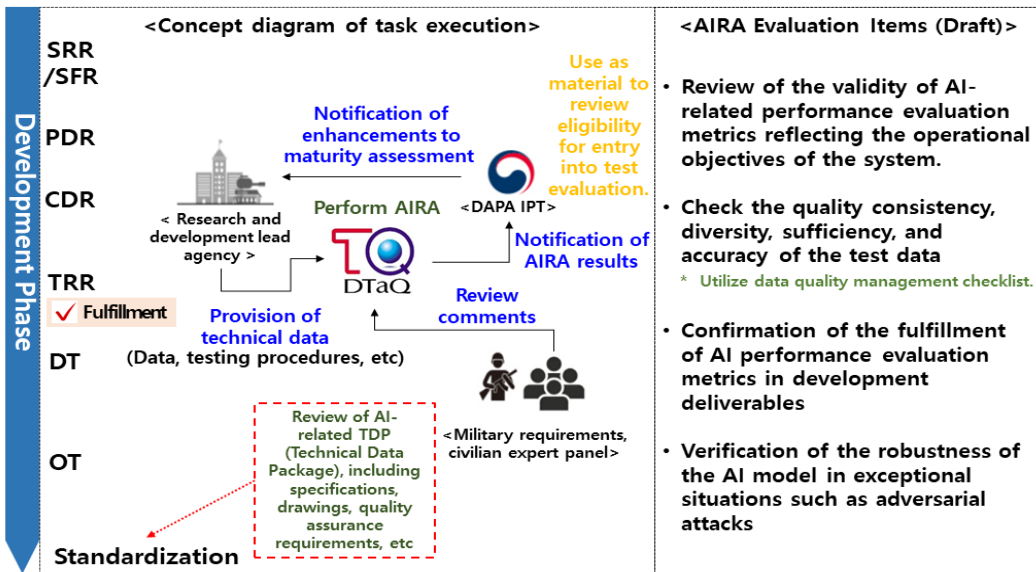 <Concept diagram of task execution>
Development Phase
SRR
/SFR
PDR
CDR
TRR
Fulfillment
DT
OT
Standardization
Notification of
enhancements to
maturity assessment
Use as
material to
review
eligibility
for entry
into test
evaluation.
< Research and
development lead
agency >
Perform AIRA
TQ
DTaQ
<DAPA IPT>
Notification of
AIRA results
Provision of
technical data
(Data, testing procedures, etc)
Review
comments
<Military requirements,
civilian expert panel>
Review of AI-
related TDP
(Technical Data
Package), including
specifications,
drawings, quality
assurance
requirements, etc
<AIRA Evaluation Items (Draft)>
• Review of the validity of AI-
related performance evaluation
metrics reflecting the operational
objectives of the system.
• Check the quality consistency,
diversity, sufficiency, and
accuracy of the test data
* Utilize data quality management checklist.
• Confirmation of the fulfillment
of AI performance evaluation
metrics in development
deliverables
• Verification of the robustness of
the AI model in exceptional
situations such as adversarial
attacks